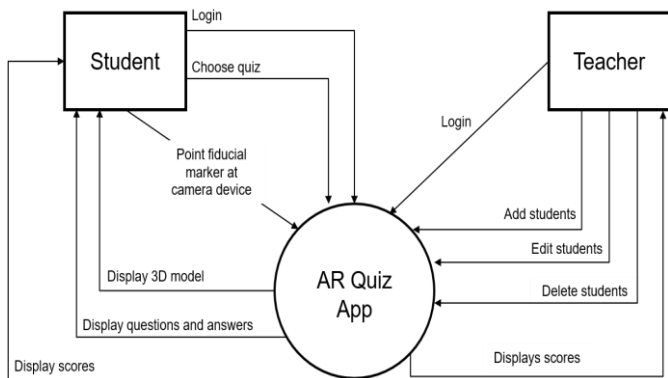 Login
Student
Teacher
Choose quiz
Login
Point fiducial
marker at
camera device
Add students
Edit students
Display 3D model
AR Quiz
App
Delete students
Display questions and answers
Display scores
Displays scores